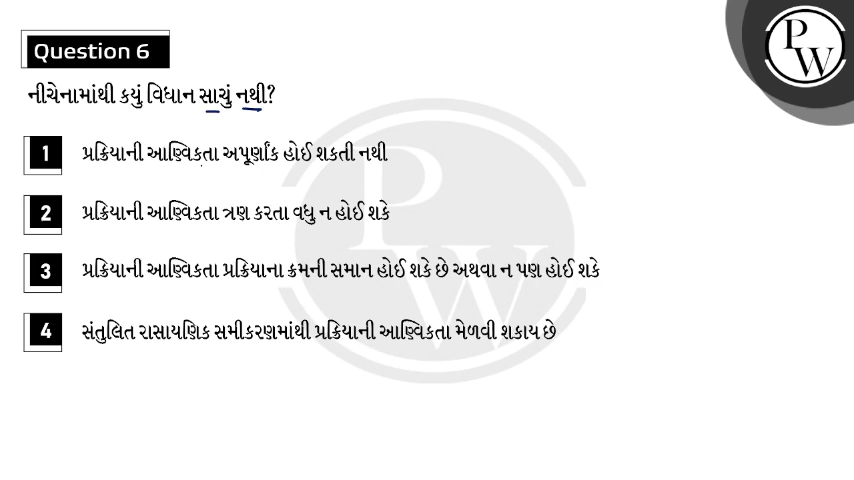 Question 6
PW
નીચેનામાંથી કયું વિધાન સાચું નથી?
1 પ્રક્રિયાની આણ્વિકતા અપૂર્ણાંક હોઈ શકતી નથી
2 પ્રક્રિયાની આણ્વિકતા ત્રણ કરતા વધુ ન હોઈ શકે
3 પ્રક્રિયાની આણ્વિકતા પ્રક્રિયાના ક્રમની સમાન હોઈ શકે છે અથવા ન પણ હોઈ શકે
4 સંતુલિત રાસાયણિક સમીકરણમાંથી પ્રક્રિયાની આણ્વિકતા મેળવી શકાય છે